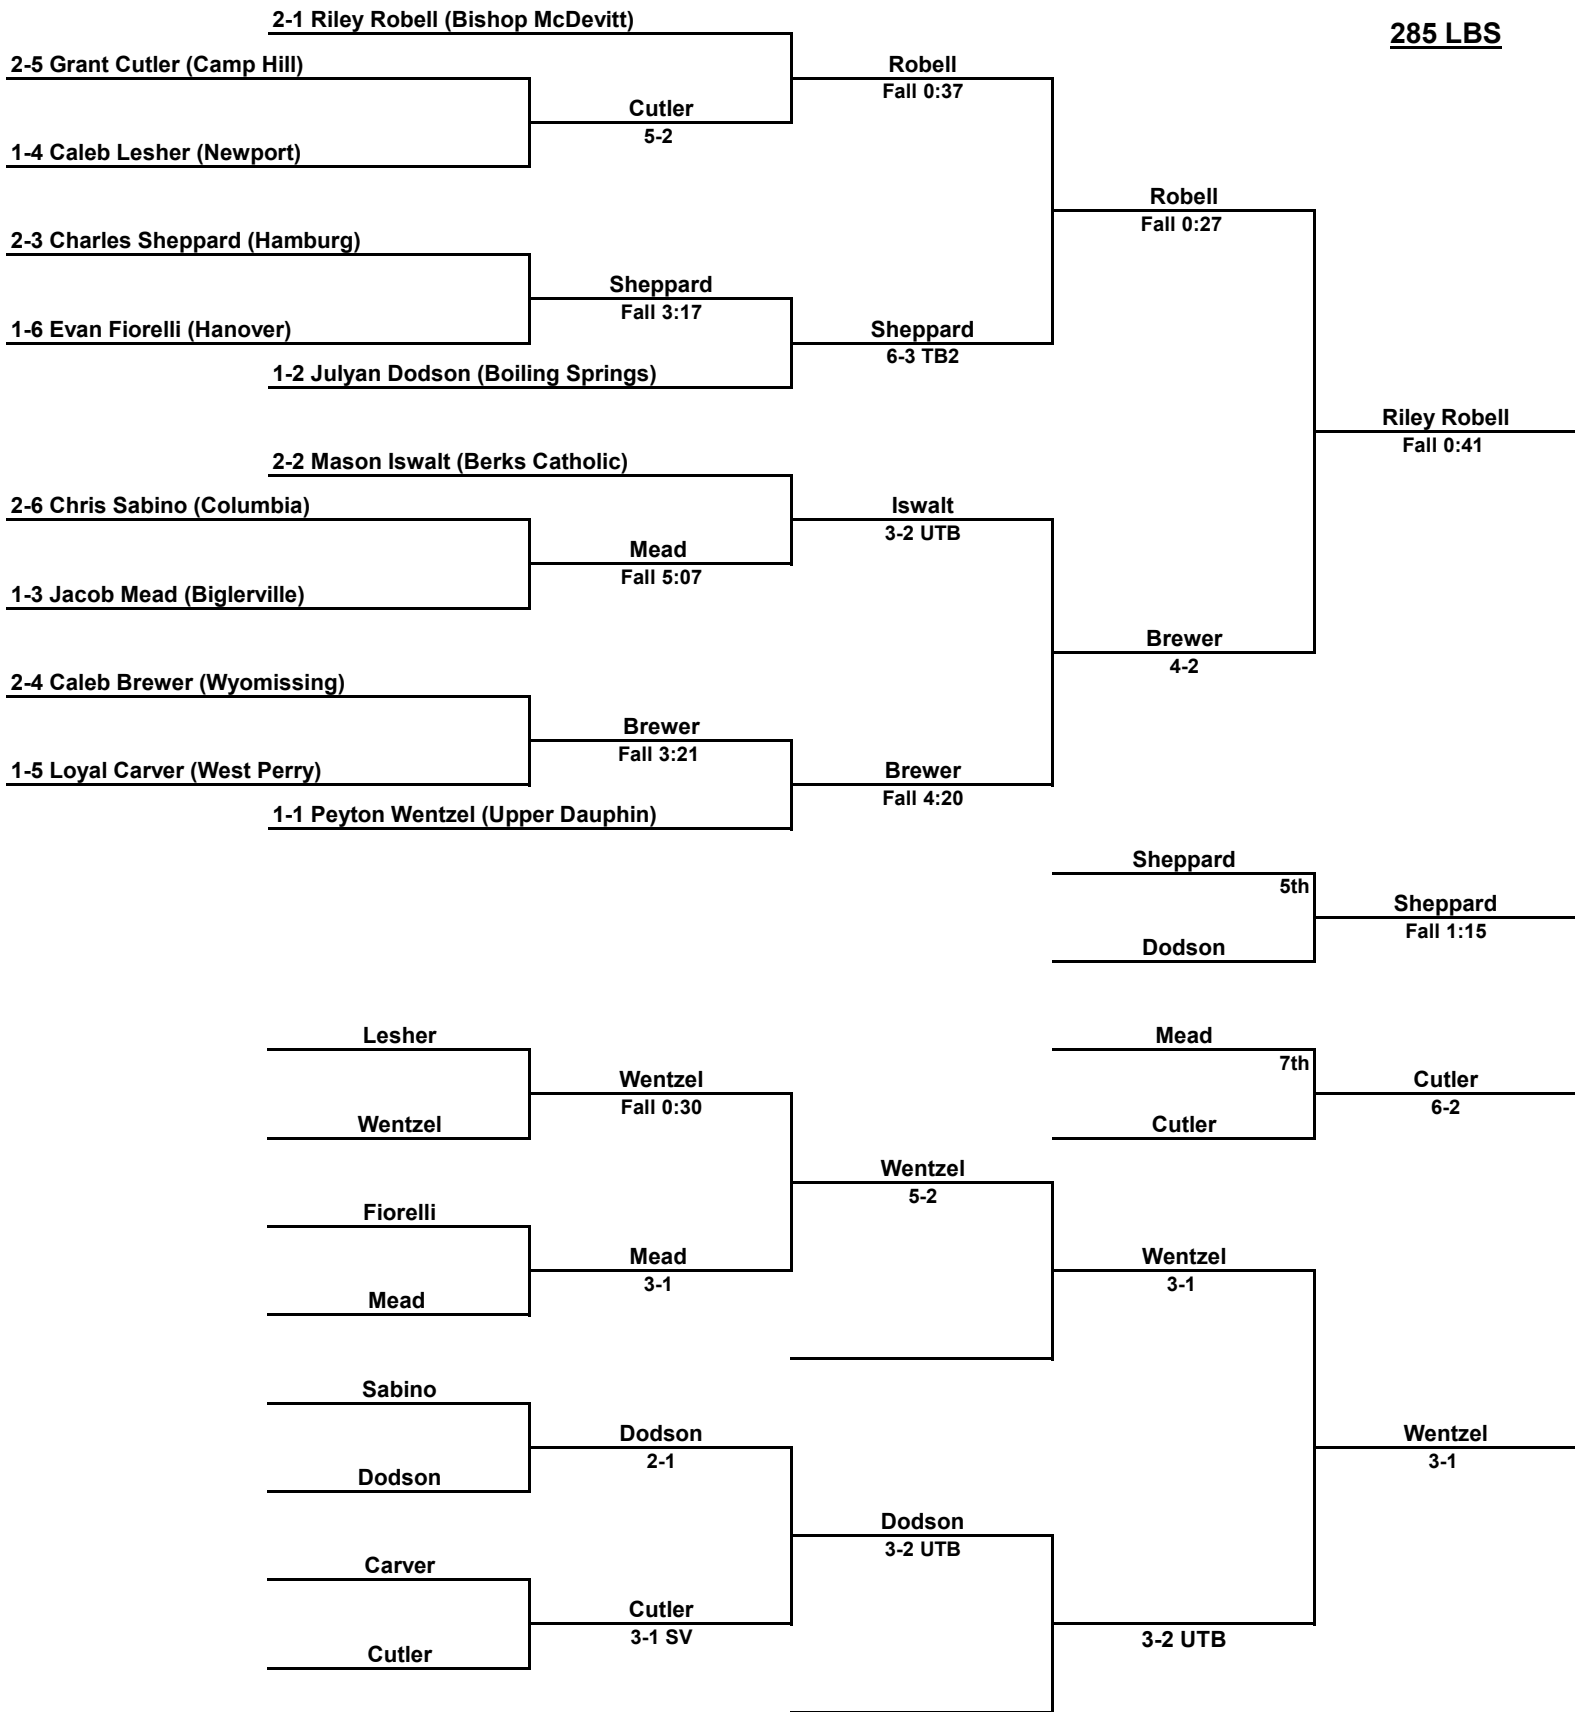 2-1 Riley Robell (Bishop McDevitt)
285 LBS
2-5 Grant Cutler (Camp Hill)
Robell
Fall 0:37
Cutler
5-2
1-4 Caleb Lesher (Newport)
Robell
Fall 0:27
2-3 Charles Sheppard (Hamburg)
Sheppard
Fall 3:17
1-6 Evan Fiorelli (Hanover)
Sheppard
6-3 TB2
1-2 Julyan Dodson (Boiling Springs)
Riley Robell
Fall 0:41
2-2 Mason Iswalt (Berks Catholic)
2-6 Chris Sabino (Columbia)
Iswalt
3-2 UTB
Mead
Fall 5:07
1-3 Jacob Mead (Biglerville)
Brewer
4-2
2-4 Caleb Brewer (Wyomissing)
Brewer
Fall 3:21
1-5 Loyal Carver (West Perry)
Brewer
Fall 4:20
1-1 Peyton Wentzel (Upper Dauphin)
Sheppard
5th
Sheppard
Fall 1:15
Dodson
Lesher
Mead
7th
Wentzel
Fall 0:30
Cutler
6-2
Wentzel
Cutler
Wentzel
5-2
Fiorelli
Mead
3-1
Wentzel
3-1
Mead
Sabino
Dodson
2-1
Wentzel
3-1
Dodson
Dodson
3-2 UTB
Carver
Cutler
3-1 SV
3-2 UTB
Cutler